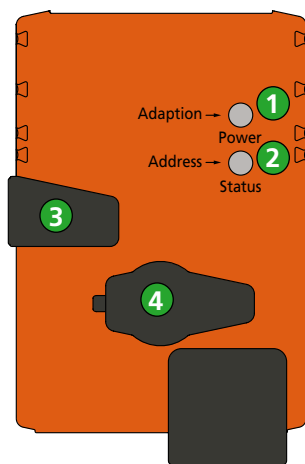 1
Adaption →
Power
2
Address →
Status
3
4